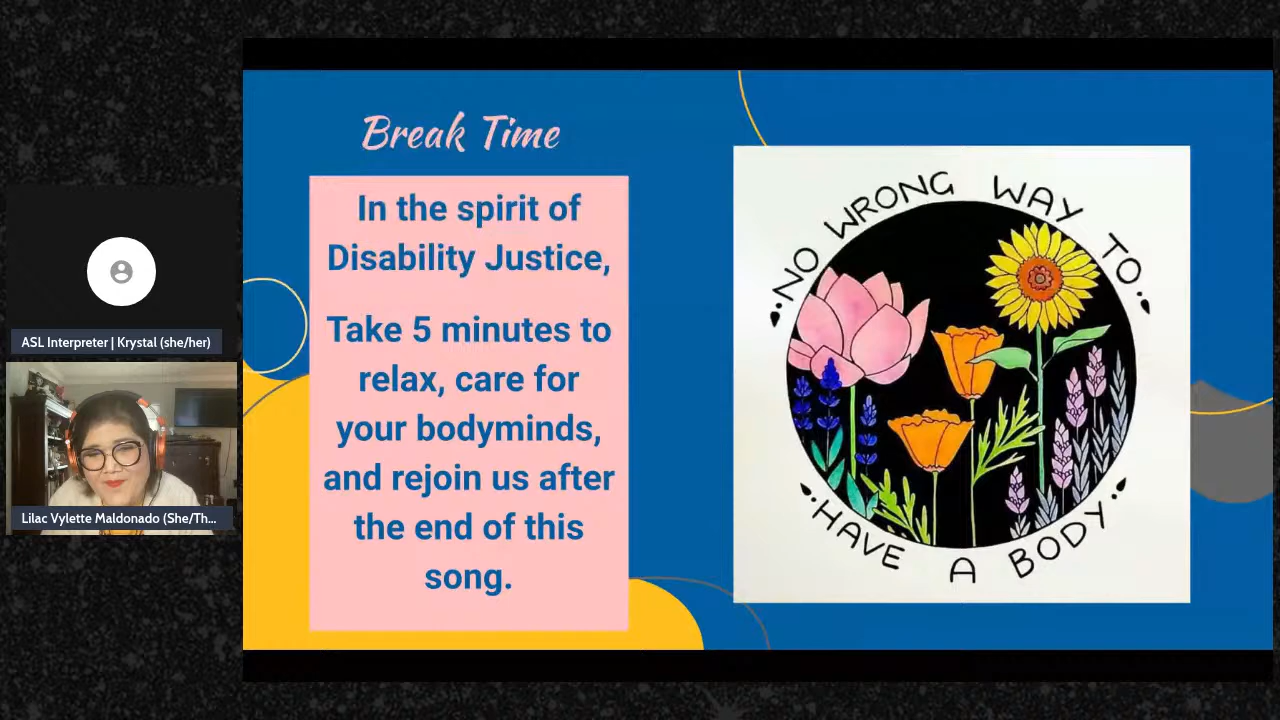 Break Time
In the spirit of
Disability Justice,
Take 5 minutes to
relax, care for
your bodyminds,
and rejoin us after
the end of this
song.
NO WRONG WAY TO
HAVE A BODY
ASL Interpreter | Krystal (she/her)
Lilac Vylette Maldonado (She/Th...